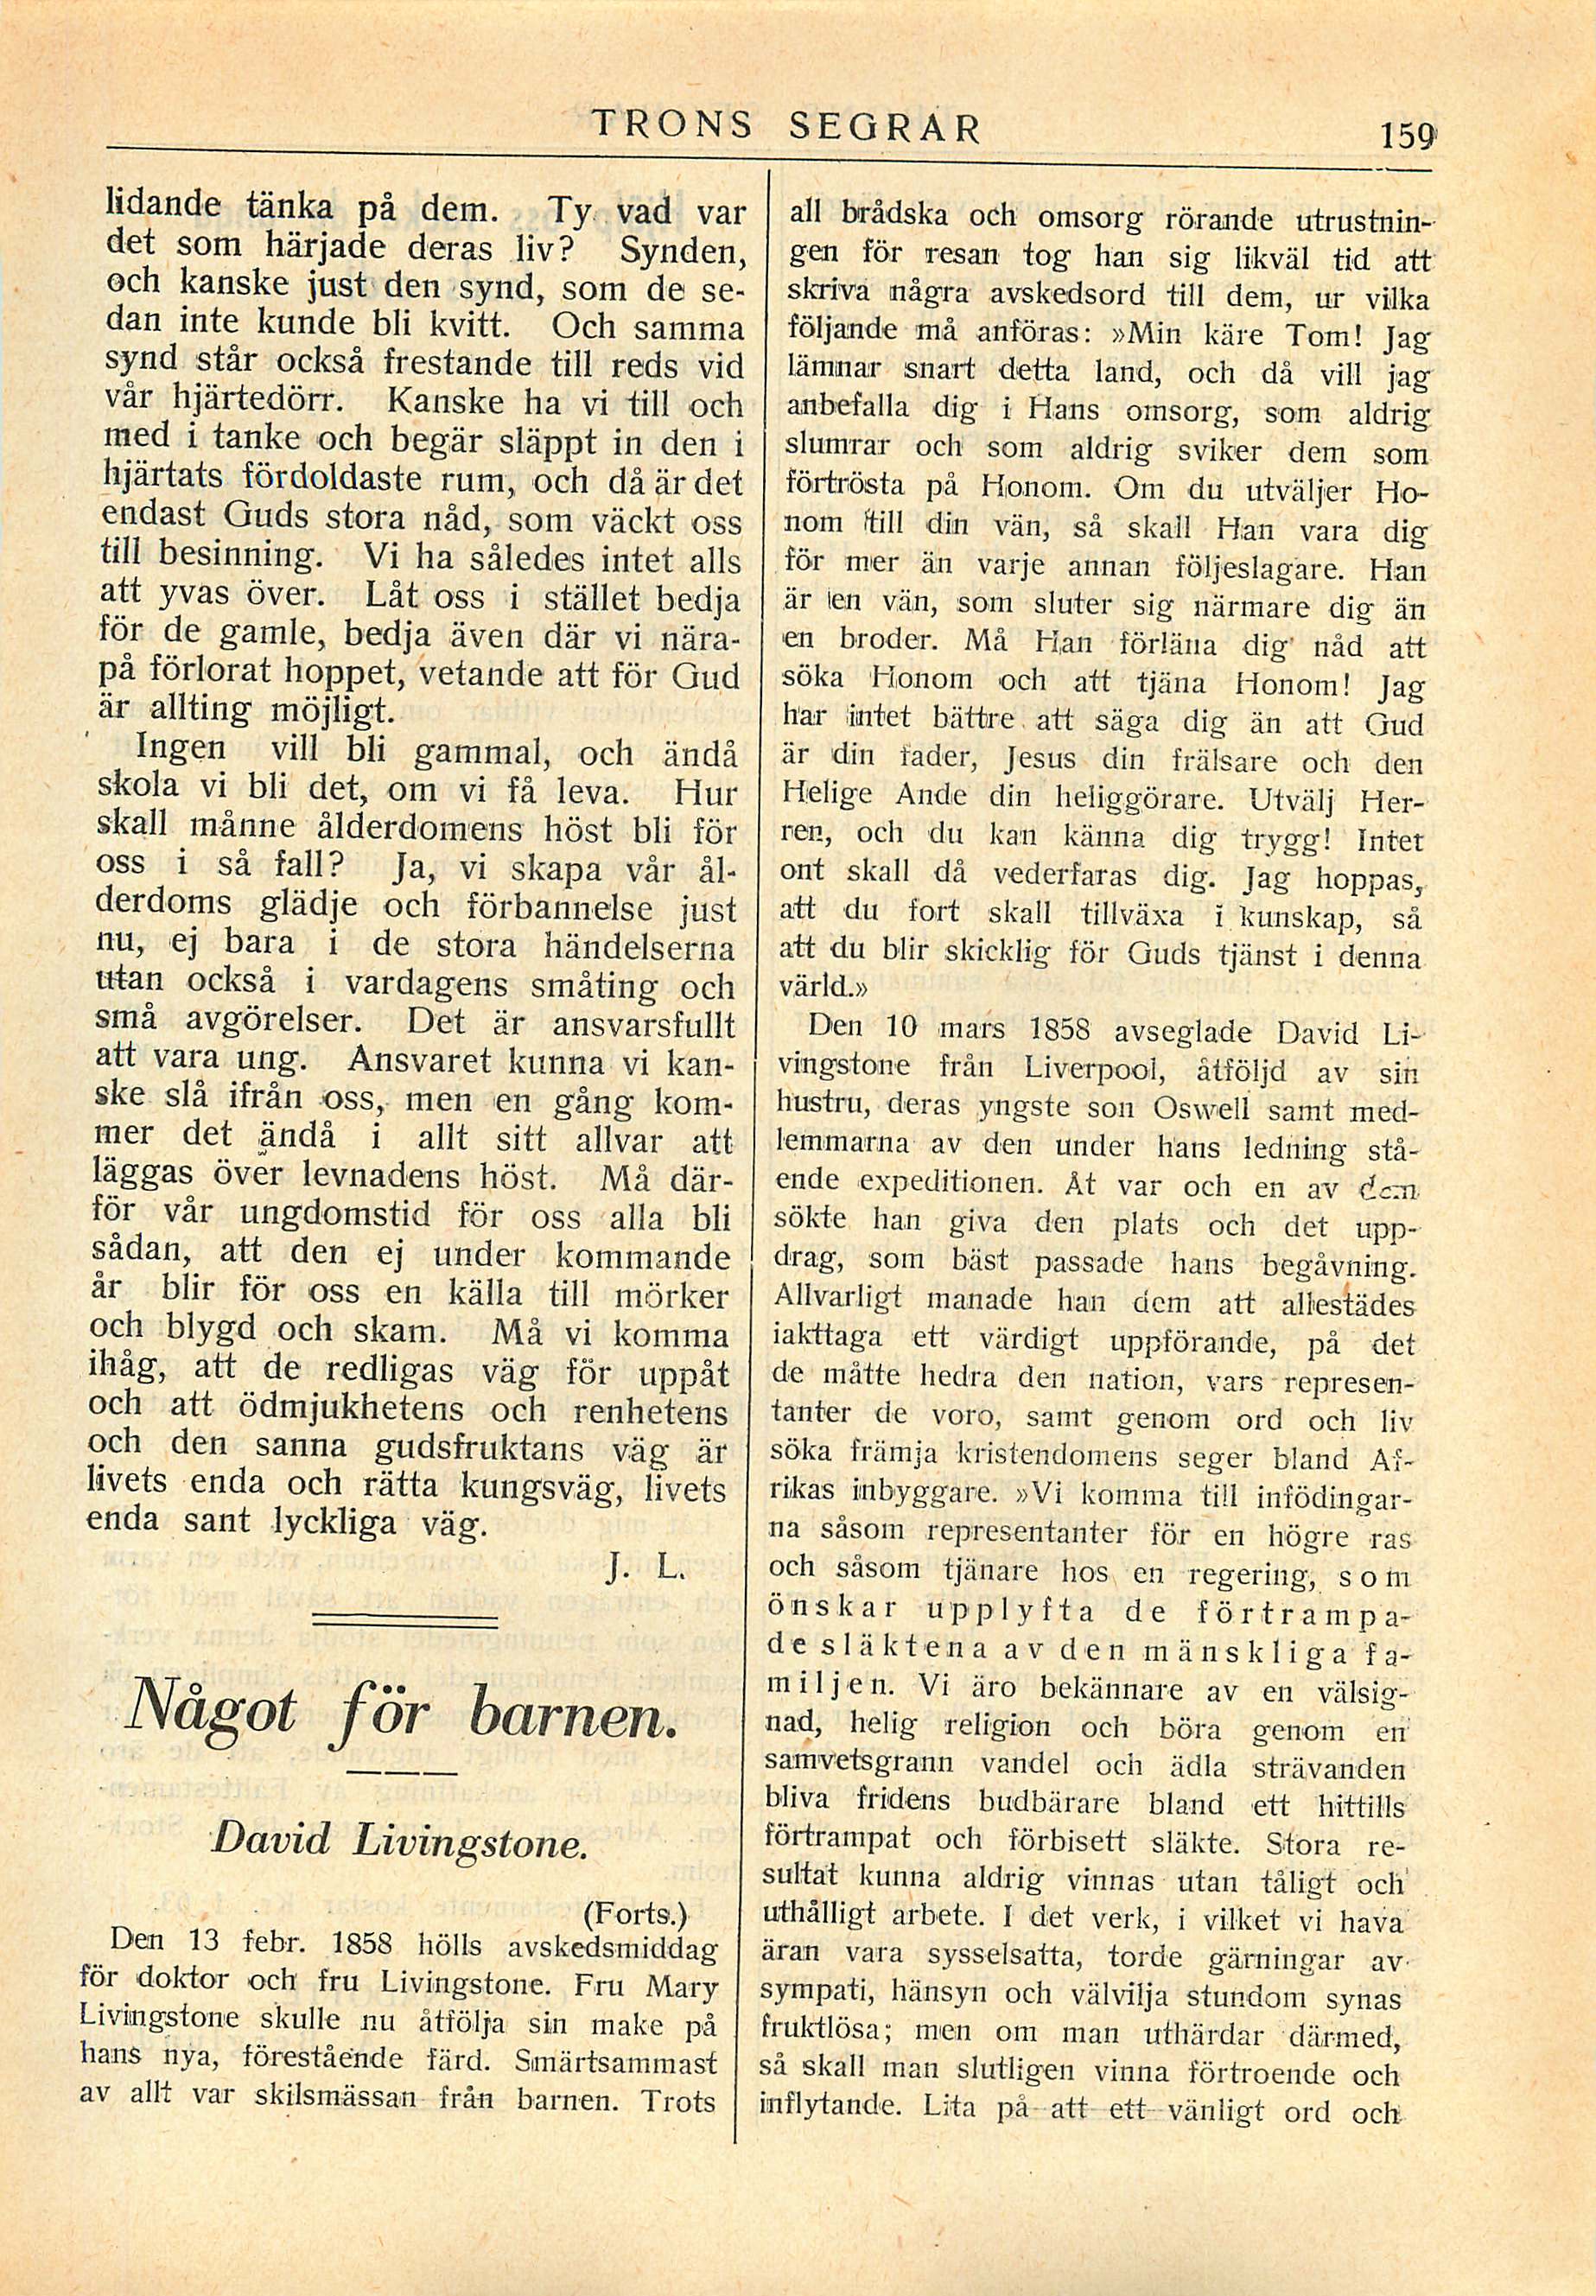 TRONS SEGRAR
159
lidande tänka på dem. Ty vad var
det som härjade deras liv? Synden,
och kanske just den synd, som de se-
dan inte kunde bli kvitt. Och samma
synd står också frestande till reds vid
vår hjärtedörr. Kanske ha vi till och
med i tanke och begär släppt in den i
hjärtats fördoldaste rum, och då är det
endast Guds stora nåd, som väckt oss
till besinning. Vi ha således intet alls
att yvas över. Låt oss i stället bedja
för de gamle, bedja även där vi nära-
på förlorat hoppet, vetande att för Gud
är allting möjligt.
Ingen vill bli gammal, och ändå
skola vi bli det, om vi få leva. Hur
skall månne ålderdomens höst bli för
oss i så fall? Ja, vi skapa vår ål-
derdoms glädje och förbannelse just
nu, ej bara i de stora händelserna
utan också i vardagens småting och
små avgörelser. Det är ansvarsfullt
att vara ung. Ansvaret kunna vi kan-
ske slå ifrån oss, men en gång kom-
mer det ändå i allt sitt allvar att
läggas över levnadens höst. Må där-
för vår ungdomstid för oss alla bli
sådan, att den ej under kommande
år blir för oss en källa till mörker
och blygd och skam. Må vi komma
ihåg, att de redligas väg för uppåt
och att ödmjukhetens och renhetens
och den sanna gudsfruktans väg är
livets enda och rätta kungsväg, livets
enda sant lyckliga väg.
J. L.
Något för barnen.
David Livingstone.
(Forts.)
Den 13 febr. 1858 hölls avskedsmiddag
för doktor och fru Livingstone. Fru Mary
Livingstone skulle nu åtfölja sin make på
hans nya, förestående färd. Smärtsammast
av allt var skilsmässan från barnen. Trots
all brådska och omsorg rörande utrustnin-
gen för resan tog han sig likväl tid att
skriva några avskedsord till dem, ur vilka
följande må anföras: »Min käre Tom! Jag
lämnar snart detta land, och då vill jag
anbefalla dig i Hans omsorg, som aldrig
slumrar och som aldrig sviker dem som
förtrösta på Honom. Om du utväljer Ho-
nom till din vän, så skall Han vara dig
för mer än varje annan följeslagare. Han
är en vän, som sluter sig närmare dig än
en broder. Må Han förläna dig nåd att
söka Honom och att tjäna Honom! Jag
har intet bättre att säga dig än att Gud
är din fader, Jesus din frälsare och den
Helige Ande din heliggörare. Utvälj Her-
ren, och du kan känna dig trygg! Intet
ont skall då vederfaras dig. Jag hoppas,
att du fort skall tillväxa i kunskap, så
att du blir skicklig för Guds tjänst i denna
värld.»
Den 10 mars 1858 avseglade David Li-
vingstone från Liverpool, åtföljd av sin
hustru, deras yngste son Oswell samt med-
lemmarna av den under hans ledning stå-
ende expeditionen. Åt var och en av dem
sökte han giva den plats och det upp-
drag, som bäst passade hans begåvning.
Allvarligt manade han dem att allestädes
iakttaga ett värdigt uppförande, på det
de måtte hedra den nation, vars represen-
tanter de voro, samt genom ord och liv
söka främja kristendomens seger bland Af-
rikas inbyggare. »Vi komma till infödingar-
na såsom representanter för en högre ras
och såsom tjänare hos en regering, som
önskar upplyfta de förtrampa-
de släktena av den mänskliga fa-
miljen. Vi äro bekännare av en välsig-
nad, helig religion och böra genom en
samvetsgrann vandel och ädla strävanden
bliva fridens budbärare bland ett hittills
förtrampat och förbisett släkte. Stora re-
sultat kunna aldrig vinnas utan tåligt och
uthålligt arbete. I det verk, i vilket vi hava
äran vara sysselsatta, torde gärningar av
sympati, hänsyn och välvilja stundom synas
fruktlösa; men om man uthärdar därmed,
så skall man slutligen vinna förtroende och
inflytande. Lita på att ett vänligt ord och